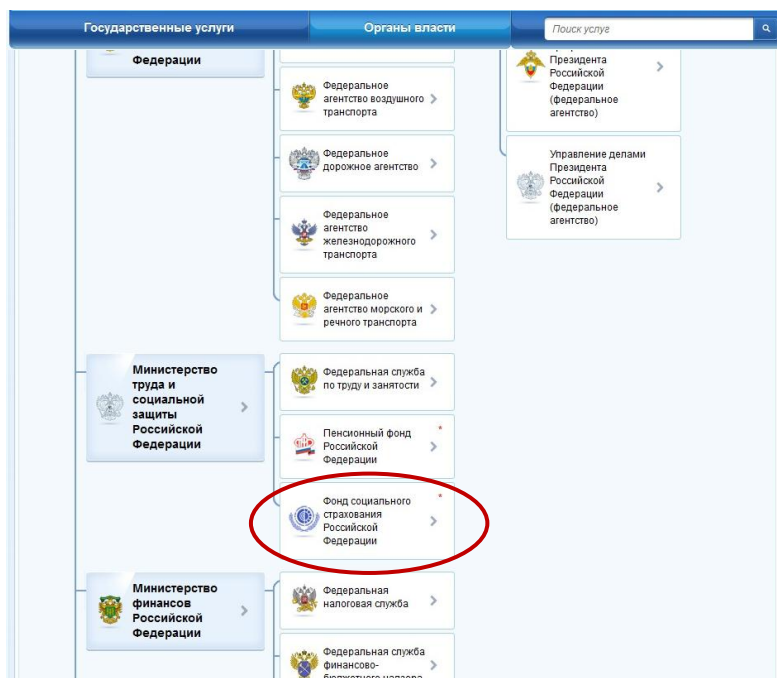 Государственные услуги
Органы власти
Поиск услуг
Федерации
Федеральное
агентство воздушного
транспорта
Федеральное
дорожное агентство
Федеральное
агентство
железнодорожного
транспорта
Федеральное
агентство морского и
речного транспорта
Президента
Российской
Федерации
(федеральное
агентство)
Управление делами
Президента
Российской
Федерации
(федеральное
агентство)
Министерство
труда и
социальной
защиты
Российской
Федерации
Федеральная служба
по труду и занятости
Пенсионный фонд *
Российской
Федерации
Фонд социального *
страхования
Российской
Федерации
Министерство
финансов
Российской
Федерации
Федеральная
налоговая служба
Федеральная служба
финансово-
бюджетного надзора